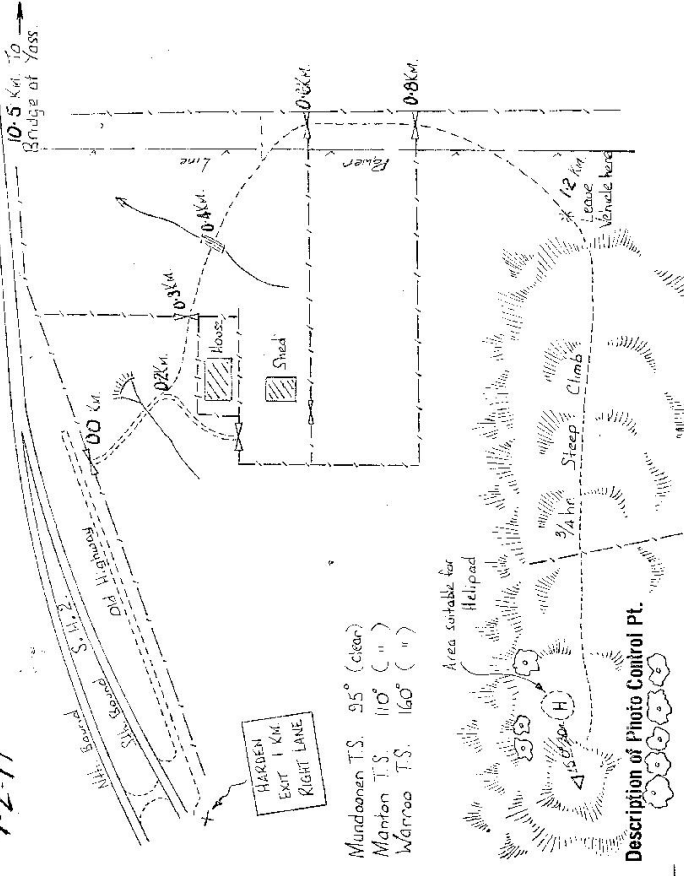 10.5 Km. To
Bridge at Yass.
Nth. Bound
Sth. Bound
S.H.2.
Old Highway
0.0 Km.
0.2Km.
0.3Km.
0.4Km.
0.6Km.
0.8Km.
Line
Power
House
Shed
1.2 Km.
Leave
Vehicle here
HARDEN
EXIT 1 KM.
RIGHT LANE
Mundoonen T.S. 95° (clear)
Manton T.S. 110° ( " )
Warroo T.S. 160° ( " )
Area suitable for
Helipad
3/4 hr. Steep Climb
H
Description of Photo Control Pt.